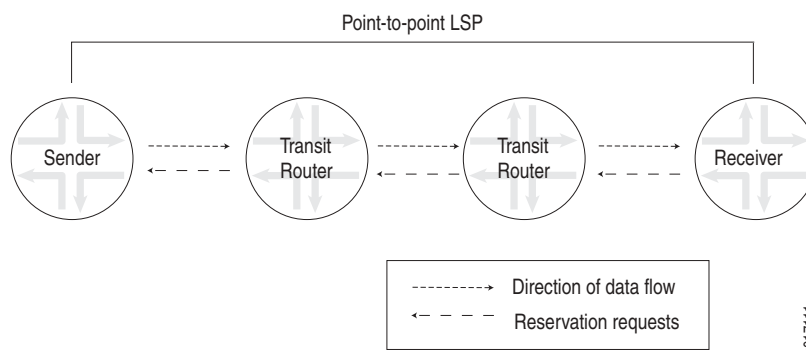 Point-to-point LSP
Sender
Transit
Router
Transit
Router
Receiver
Direction of data flow
Reservation requests